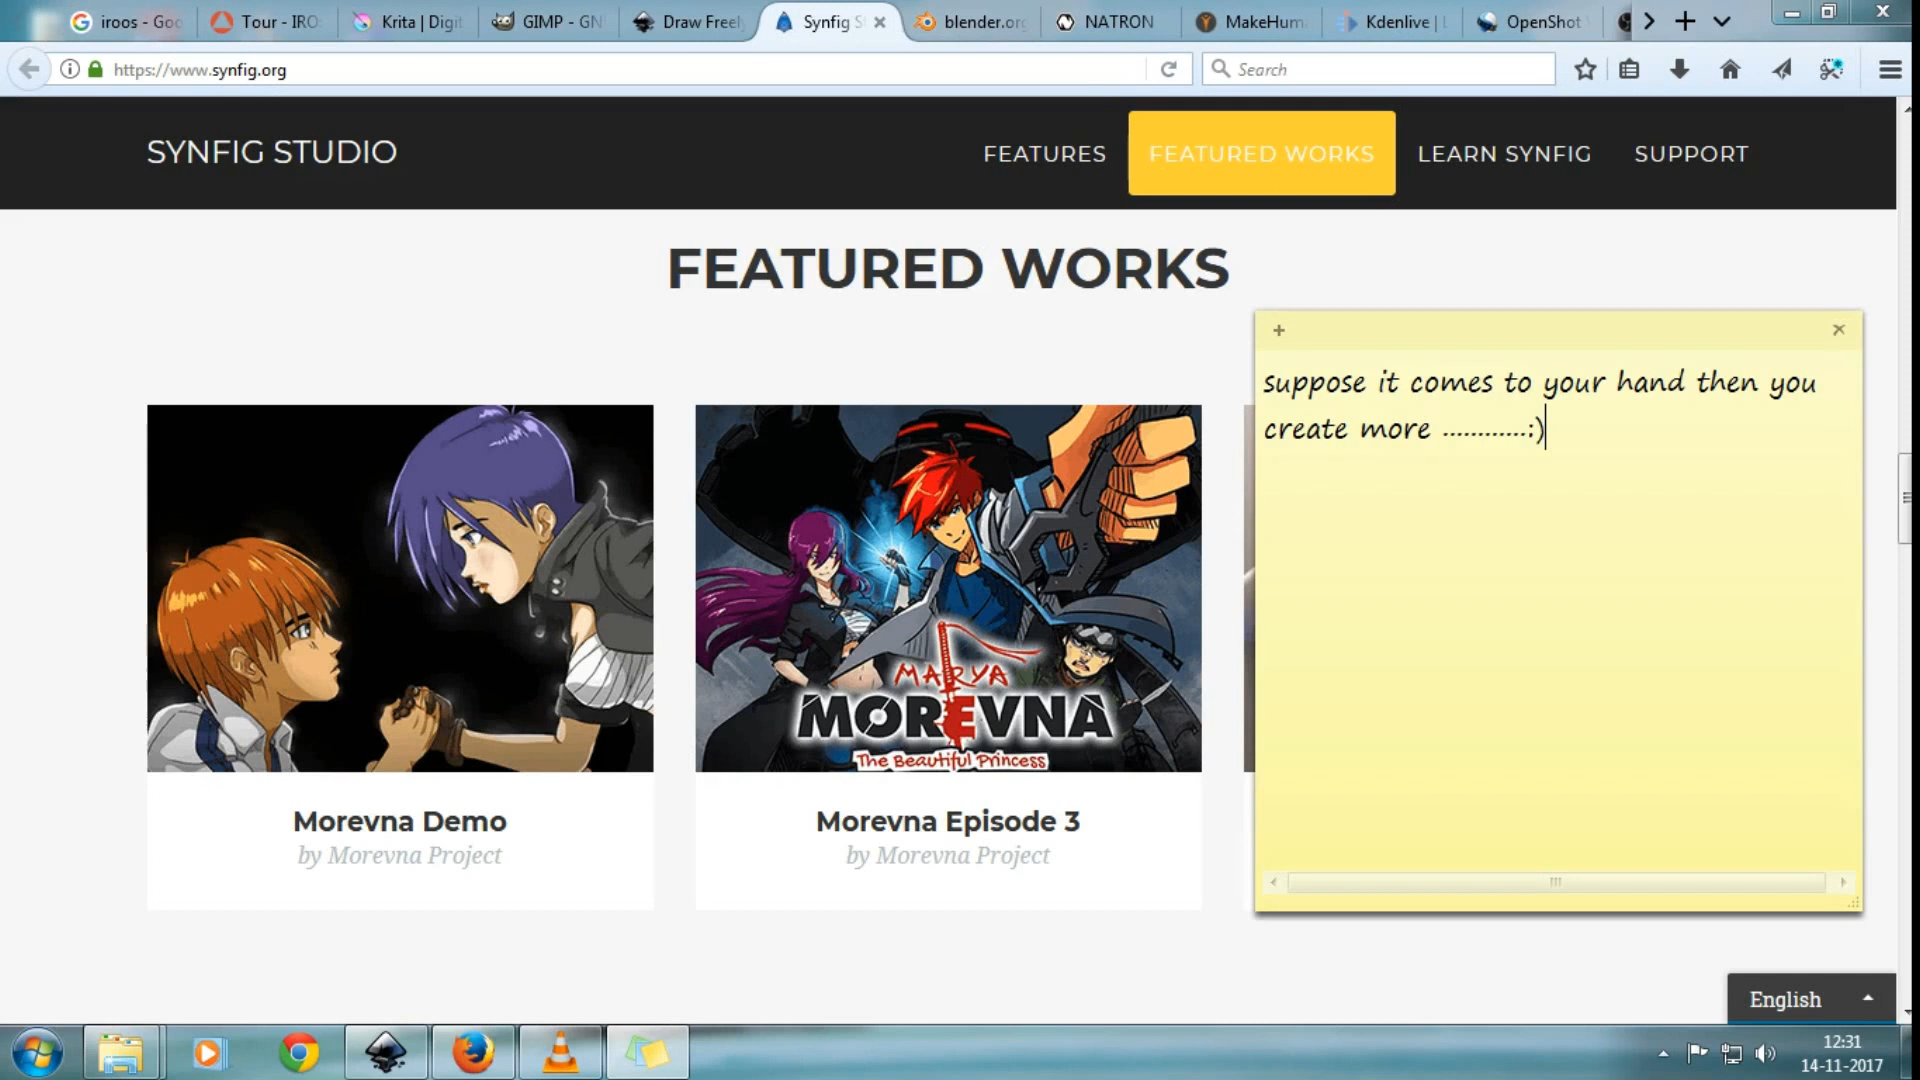 iroos - Goo
Tour - IRO
Krita | Digit
GIMP - GN
Draw Freely
Synfig S
blender.org
NATRON
MakeHum
Kdenlive | L
OpenShot
https://www.synfig.org
Search
SYNFIG STUDIO
FEATURES
FEATURED WORKS
LEARN SYNFIG
SUPPORT
FEATURED WORKS
suppose it comes to your hand then you
create more ............:)
MARYA
MOREVNA
The Beautiful Princess
Morevna Demo
by Morevna Project
Morevna Episode 3
by Morevna Project
English
12:31
14-11-2017